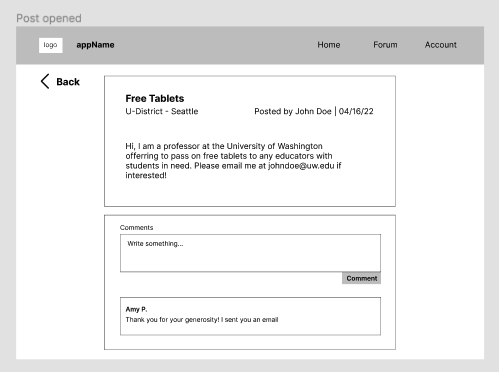 Post opened
logo appName Home Forum Account
Back
Free Tablets
U-District - Seattle Posted by John Doe | 04/16/22
Hi, I am a professor at the University of Washington
offerring to pass on free tablets to any educators with
students in need. Please email me at johndoe@uw.edu if
interested!
Comments
Write something...
Comment
Amy P.
Thank you for your generosity! I sent you an email